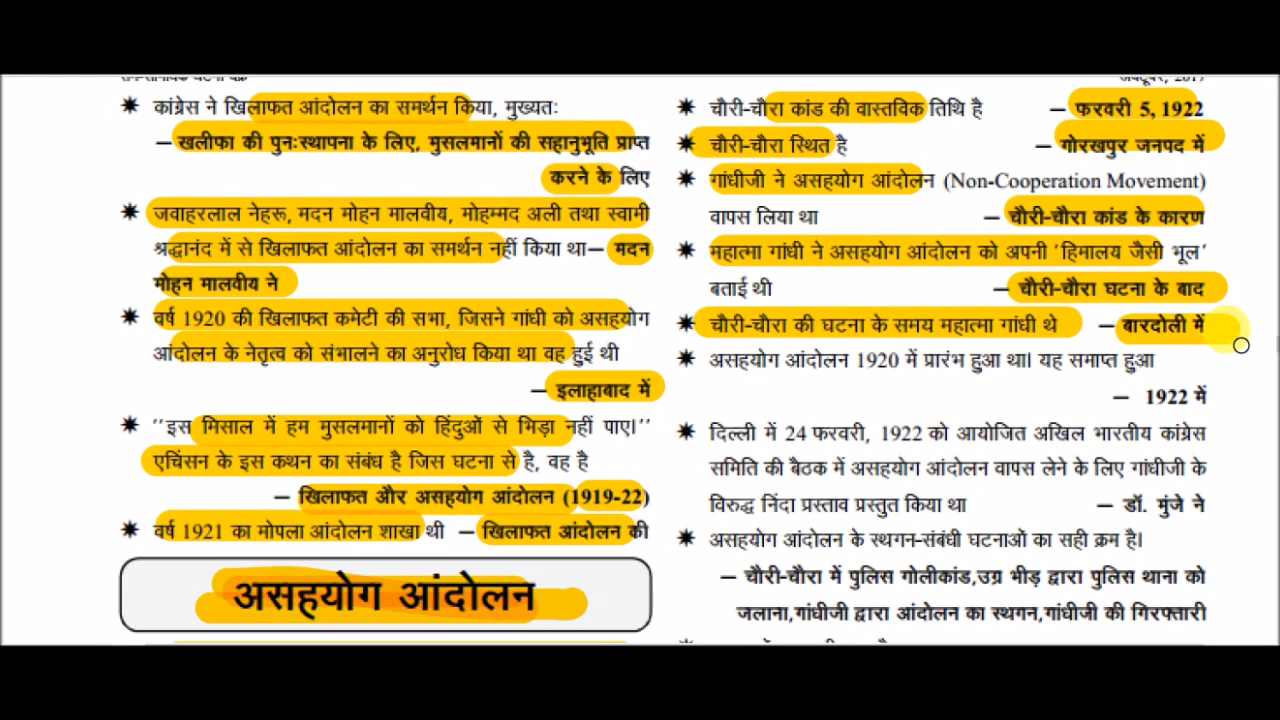 ✷ कांग्रेस ने खिलाफत आंदोलन का समर्थन किया, मुख्यतः
— खलीफा की पुनःस्थापना के लिए, मुसलमानों की सहानुभूति प्राप्त
करने के लिए
✷ जवाहरलाल नेहरू, मदन मोहन मालवीय, मोहम्मद अली तथा स्वामी
श्रद्धानंद में से खिलाफत आंदोलन का समर्थन नहीं किया था— मदन
मोहन मालवीय ने
✷ वर्ष 1920 की खिलाफत कमेटी की सभा, जिसने गांधी को असहयोग
आंदोलन के नेतृत्व को संभालने का अनुरोध किया था वह हुई थी
— इलाहाबाद में
✷ ''इस मिसाल में हम मुसलमानों को हिंदुओं से भिड़ा नहीं पाए।''
एचिंसन के इस कथन का संबंध है जिस घटना से है, वह है
— खिलाफत और असहयोग आंदोलन (1919-22)
✷ वर्ष 1921 का मोपला आंदोलन शाखा थी — खिलाफत आंदोलन की
असहयोग आंदोलन
✷ चौरी-चौरा कांड की वास्तविक तिथि है — फरवरी 5, 1922
✷ चौरी-चौरा स्थित है — गोरखपुर जनपद में
✷ गांधीजी ने असहयोग आंदोलन (Non-Cooperation Movement)
वापस लिया था — चौरी-चौरा कांड के कारण
✷ महात्मा गांधी ने असहयोग आंदोलन को अपनी 'हिमालय जैसी भूल'
बताई थी — चौरी-चौरा घटना के बाद
✷ चौरी-चौरा की घटना के समय महात्मा गांधी थे — बारदोली में
✷ असहयोग आंदोलन 1920 में प्रारंभ हुआ था। यह समाप्त हुआ
— 1922 में
✷ दिल्ली में 24 फरवरी, 1922 को आयोजित अखिल भारतीय कांग्रेस
समिति की बैठक में असहयोग आंदोलन वापस लेने के लिए गांधीजी के
विरुद्ध निंदा प्रस्ताव प्रस्तुत किया था — डॉ. मुंजे ने
✷ असहयोग आंदोलन के स्थगन-संबंधी घटनाओं का सही क्रम है।
— चौरी-चौरा में पुलिस गोलीकांड,उग्र भीड़ द्वारा पुलिस थाना को
जलाना,गांधीजी द्वारा आंदोलन का स्थगन,गांधीजी की गिरफ्तारी